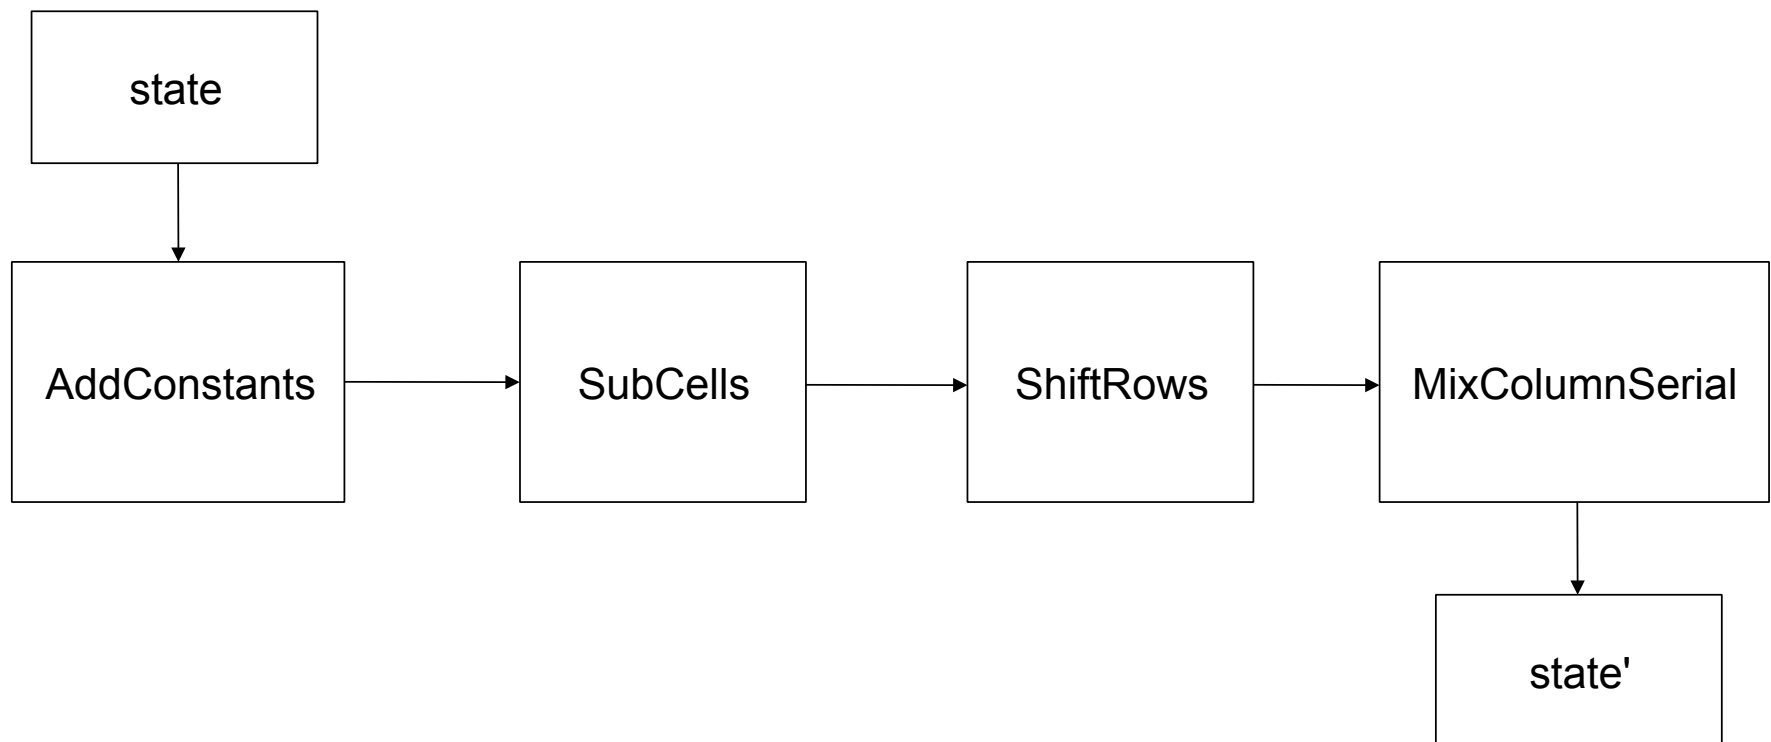 state
AddConstants
SubCells
ShiftRows
MixColumnSerial
state'